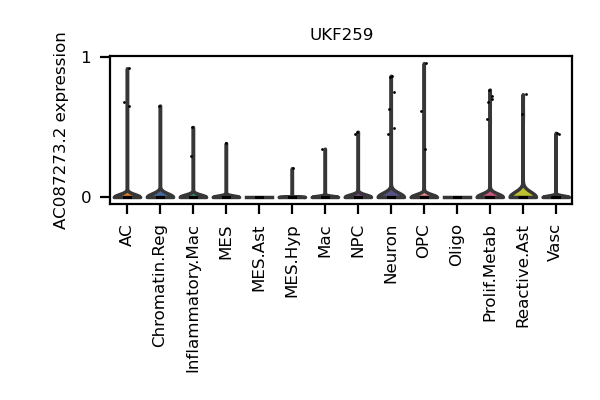 UKF259
AC087273.2 expression
1
0
AC
Chromatin.Reg
Inflammatory.Mac
MES
MES.Ast
MES.Hyp
Mac
NPC
Neuron
OPC
Oligo
Prolif.Metab
Reactive.Ast
Vasc